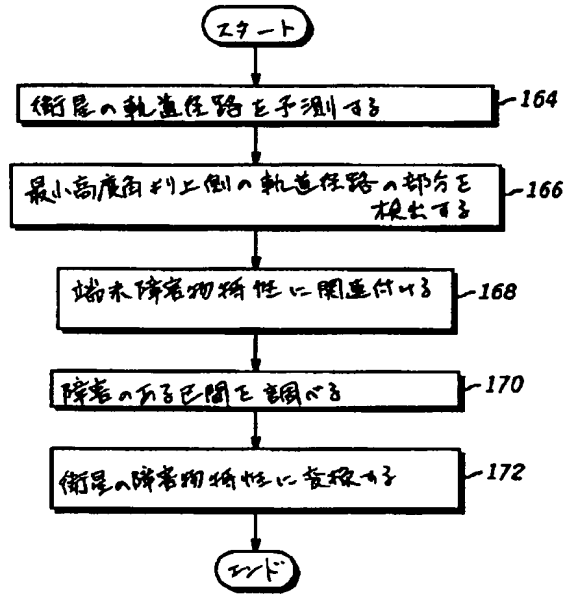 スタート
衛星の軌道径路を予測する
164
最小高度角より上側の軌道径路の部分を
検出する
166
端末障害物特性に関連付ける
168
障害のある区間を調べる
170
衛星の障害物特性に変換する
172
エンド